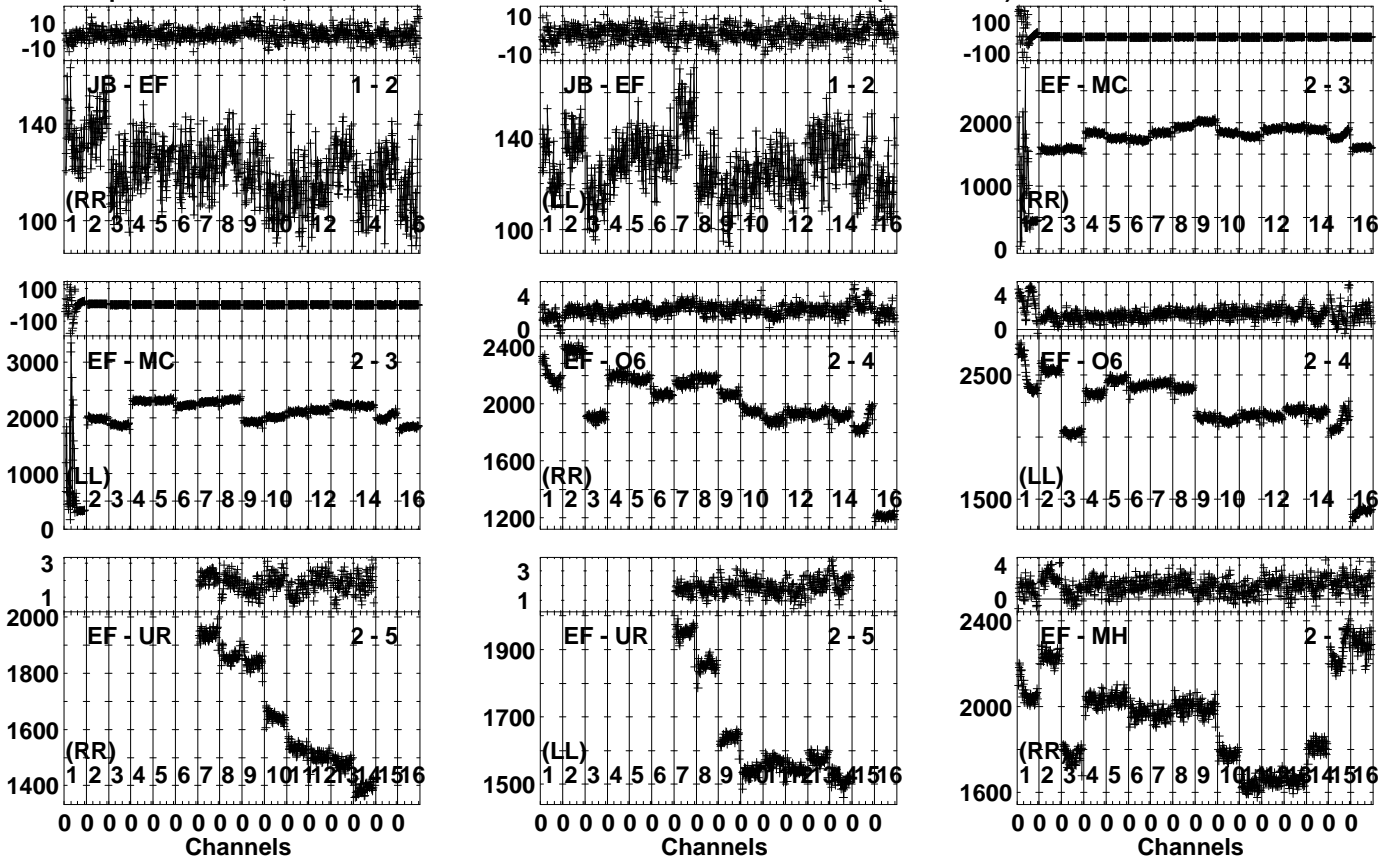 10 10 100
-10 -10 -100
JB - EF 1 - 2 JB - EF 1 - 2 EF - MC 2 - 3
140 140 2000
1000
(RR) (LL) (RR)
100 100 0
1 2 3 4 5 6 7 8 9 10 12 14 16
1 2 3 4 5 6 7 8 9 10 12 14 16
2 3 4 5 6 7 8 9 10 12 14 16
100 4 4
-100 0 0
EF - MC 2 - 3 EF - O6 2 - 4 EF - O6 2 - 4
3000 2400 2500
2000 2000
1000 1600 1500
0 1200
(LL) (RR) (LL)
2 3 4 6 7 8 9 10 12 14 16
1 2 3 4 5 6 7 8 9 10 12 14 16
1 2 3 4 5 6 7 8 9 10 12 14 16
3 3 4
1 1 0
EF - UR 2 - 5 EF - UR 2 - 5 EF - MH 2 -
2000 1900 2400
1800 1700 2000
1600 1500 1600
1400
(RR) (LL) (RR)
1 2 3 4 5 6 7 8 9 10 11 12 13 14 15 16
1 2 3 4 5 6 7 8 9 10 13 14 15 16
1 2 3 4 5 6 7 8 9 10 14 15 16
0 0 0 0 0 0 0 0 0 0 0 0 0 0 0 0
0 0 0 0 0 0 0 0 0 0 0 0 0 0 0 0
0 0 0 0 0 0 0 0 0 0 0 0 0 0 0 0
Channels Channels Channels